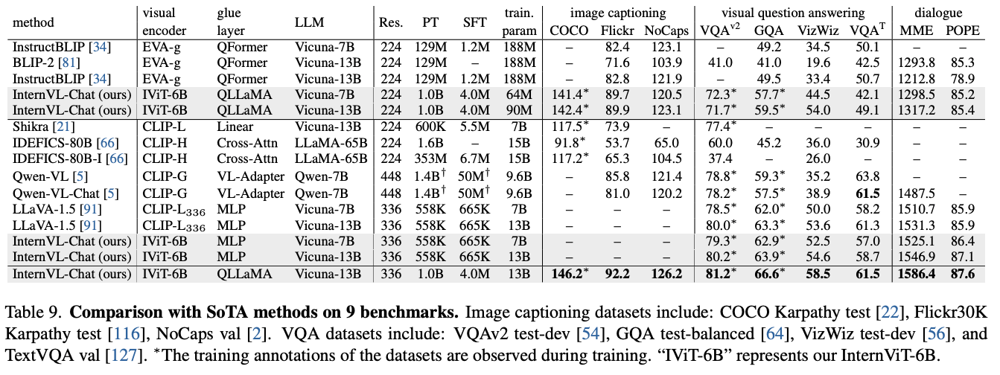 method visual encoder glue layer LLM Res. PT SFT train. param image captioning visual question answering dialogue
COCO Flickr NoCaps VQAv2 GQA VizWiz VQAT MME POPE
InstructBLIP [34] EVA-g QFormer Vicuna-7B 224 129M 1.2M 188M – 82.4 123.1 – 49.2 34.5 50.1 – –
BLIP-2 [81] EVA-g QFormer Vicuna-13B 224 129M – 188M – 71.6 103.9 41.0 41.0 19.6 42.5 1293.8 85.3
InstructBLIP [34] EVA-g QFormer Vicuna-13B 224 129M 1.2M 188M – 82.8 121.9 – 49.5 33.4 50.7 1212.8 78.9
InternVL-Chat (ours) IViT-6B QLLaMA Vicuna-7B 224 1.0B 4.0M 64M 141.4* 89.7 120.5 72.3* 57.7* 44.5 42.1 1298.5 85.2
InternVL-Chat (ours) IViT-6B QLLaMA Vicuna-13B 224 1.0B 4.0M 90M 142.4* 89.9 123.1 71.7* 59.5* 54.0 49.1 1317.2 85.4
Shikra [21] CLIP-L Linear Vicuna-13B 224 600K 5.5M 7B 117.5* 73.9 – 77.4* – – – – –
IDEFICS-80B [66] CLIP-H Cross-Attn LLaMA-65B 224 1.6B – 15B 91.8* 53.7 65.0 60.0 45.2 36.0 30.9 – –
IDEFICS-80B-I [66] CLIP-H Cross-Attn LLaMA-65B 224 353M 6.7M 15B 117.2* 65.3 104.5 37.4 – 26.0 – – –
Qwen-VL [5] CLIP-G VL-Adapter Qwen-7B 448 1.4B† 50M† 9.6B – 85.8 121.4 78.8* 59.3* 35.2 63.8 – –
Qwen-VL-Chat [5] CLIP-G VL-Adapter Qwen-7B 448 1.4B† 50M† 9.6B – 81.0 120.2 78.2* 57.5* 38.9 61.5 1487.5 –
LLaVA-1.5 [91] CLIP-L336 MLP Vicuna-7B 336 558K 665K 7B – – – 78.5* 62.0* 50.0 58.2 1510.7 85.9
LLaVA-1.5 [91] CLIP-L336 MLP Vicuna-13B 336 558K 665K 13B – – – 80.0* 63.3* 53.6 61.3 1531.3 85.9
InternVL-Chat (ours) IViT-6B MLP Vicuna-7B 336 558K 665K 7B – – – 79.3* 62.9* 52.5 57.0 1525.1 86.4
InternVL-Chat (ours) IViT-6B MLP Vicuna-13B 336 558K 665K 13B – – – 80.2* 63.9* 54.6 58.7 1546.9 87.1
InternVL-Chat (ours) IViT-6B QLLaMA Vicuna-13B 336 1.0B 4.0M 13B 146.2* 92.2 126.2 81.2* 66.6* 58.5 61.5 1586.4 87.6
Table 9. Comparison with SoTA methods on 9 benchmarks. Image captioning datasets include: COCO Karpathy test [22], Flickr30K
Karpathy test [116], NoCaps val [2]. VQA datasets include: VQAv2 test-dev [54], GQA test-balanced [64], VizWiz test-dev [56], and
TextVQA val [127]. *The training annotations of the datasets are observed during training. “IViT-6B” represents our InternViT-6B.